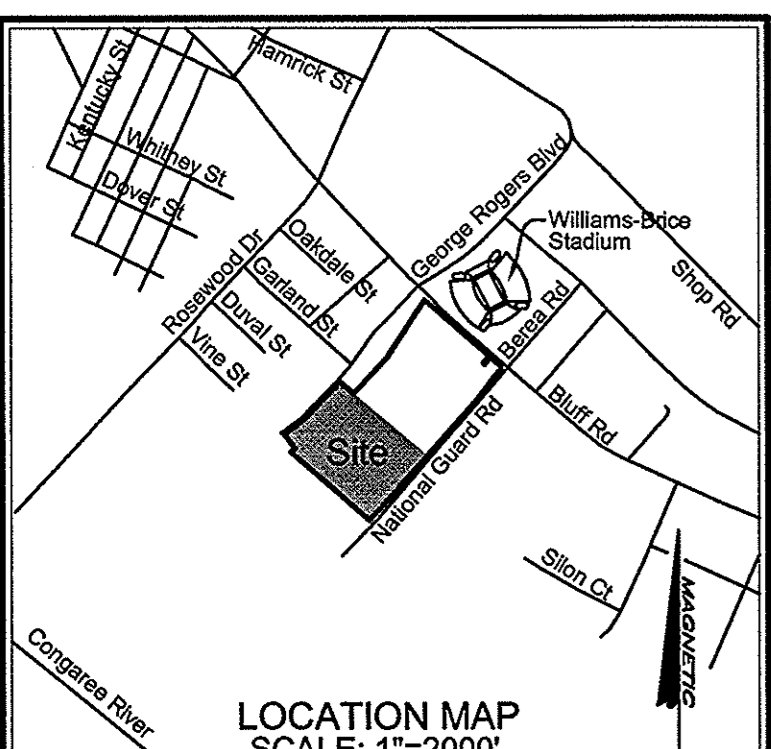 Hamrick St
Kentucky St
Whitney St
Dover St
George Rogers Blvd
Williams-Brice
Stadium
Oakdale St
Rosewood Dr
Garland St
Shop Rd
Duval St
Berea Rd
Vine St
Bluff Rd
Site
National Guard Rd
Silon Ct
MAGNETIC
Congaree River
LOCATION MAP
SCALE: 1"=2000'